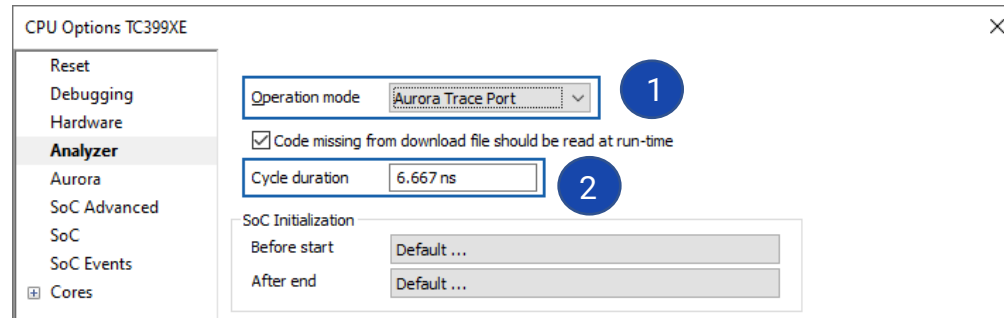 CPU Options TC399XE
Reset
Debugging
Hardware
Analyzer
Aurora
SoC Advanced
SoC
SoC Events
Cores
Operation mode Aurora Trace Port
1
Code missing from download file should be read at run-time
Cycle duration 6.667 ns
2
SoC Initialization
Before start Default ...
After end Default ...